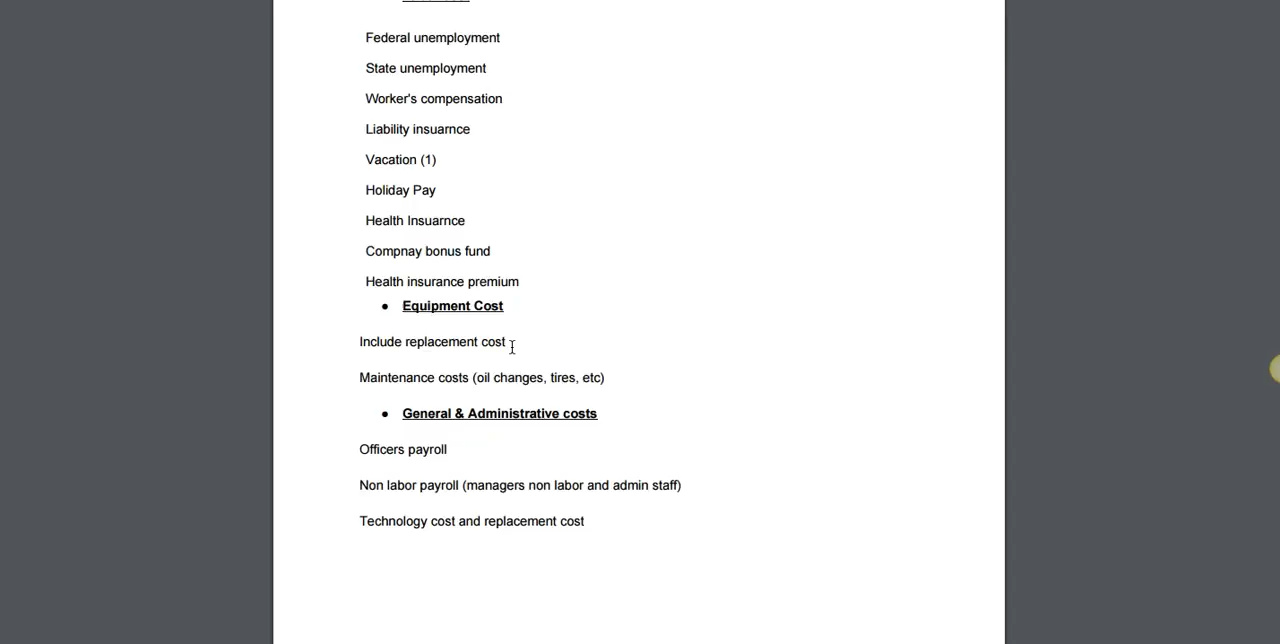 Federal unemployment
State unemployment
Worker's compensation
Liability insuarnce
Vacation (1)
Holiday Pay
Health Insuarnce
Compnay bonus fund
Health insurance premium
● Equipment Cost
Include replacement cost
Maintenance costs (oil changes, tires, etc)
● General & Administrative costs
Officers payroll
Non labor payroll (managers non labor and admin staff)
Technology cost and replacement cost